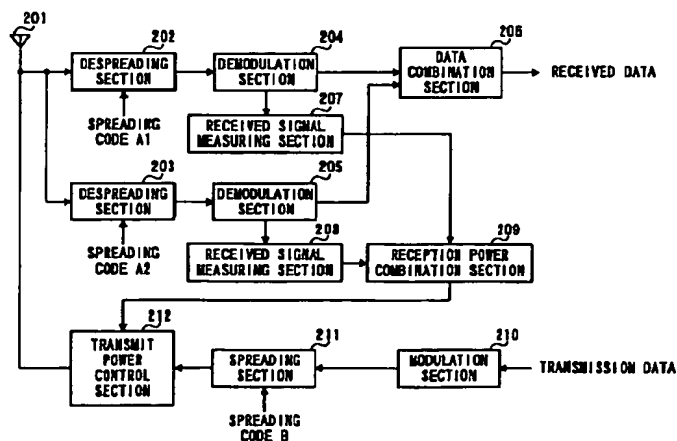 201
202
DESPREADING
SECTION
SPREADING
CODE A1
204
DEMODULATION
SECTION
206
DATA
COMBINATION
SECTION
RECEIVED DATA
207
RECEIVED SIGNAL
MEASURING SECTION
203
DESPREADING
SECTION
SPREADING
CODE A2
205
DEMODULATION
SECTION
208
RECEIVED SIGNAL
MEASURING SECTION
209
RECEPTION POWER
COMBINATION SECTION
212
TRANSMIT
POWER
CONTROL
SECTION
211
SPREADING
SECTION
SPREADING
CODE B
210
MODULATION
SECTION
TRANSMISSION DATA